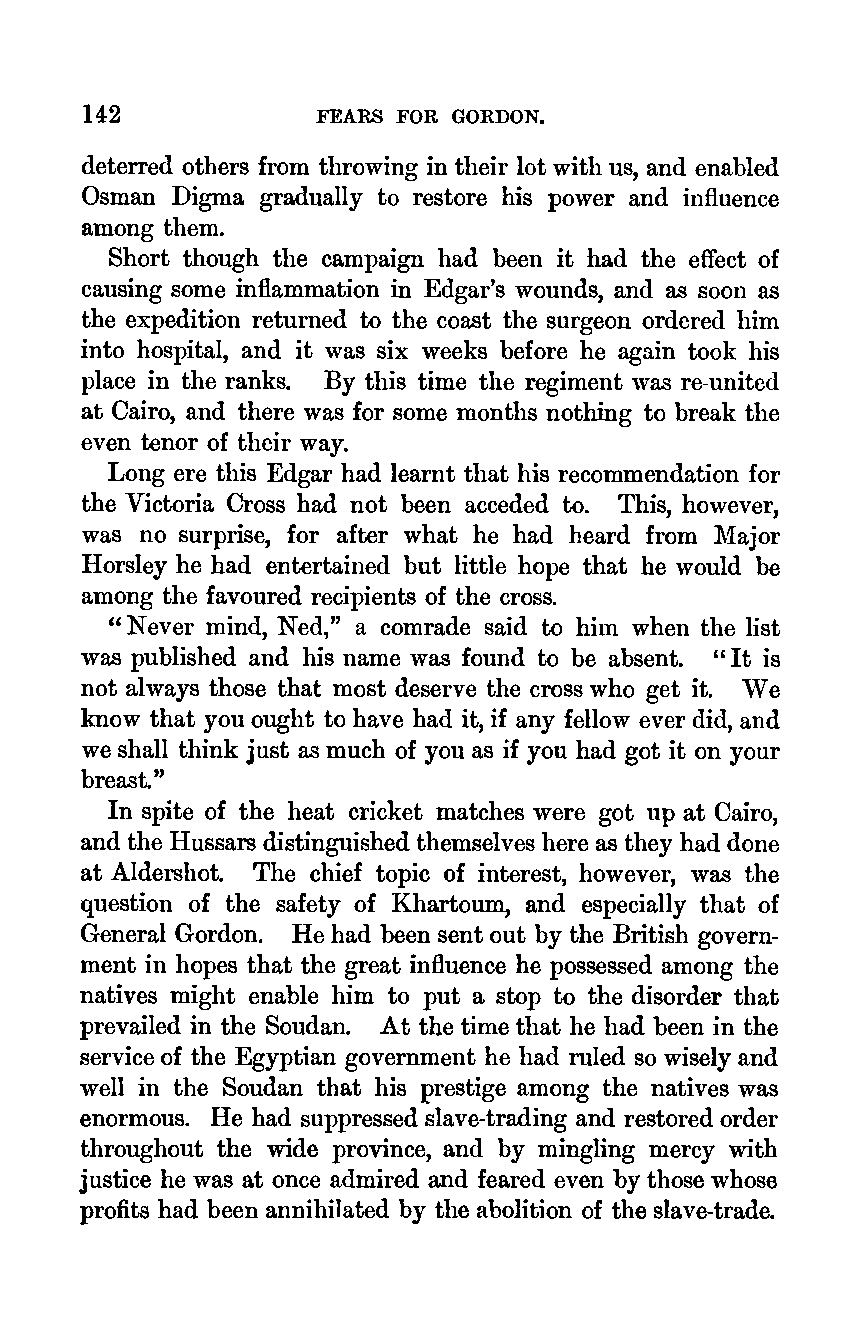 142 FEARS FOR GORDON.
deterred others from throwing in their lot with us, and enabled
Osman Digma gradually to restore his power and influence
among them.
Short though the campaign had been it had the effect of
causing some inflammation in Edgar's wounds, and as soon as
the expedition returned to the coast the surgeon ordered him
into hospital, and it was six weeks before he again took his
place in the ranks. By this time the regiment was re-united
at Cairo, and there was for some months nothing to break the
even tenor of their way.
Long ere this Edgar had learnt that his recommendation for
the Victoria Cross had not been acceded to. This, however,
was no surprise, for after what he had heard from Major
Horsley he had entertained but little hope that he would be
among the favoured recipients of the cross.
"Never mind, Ned," a comrade said to him when the list
was published and his name was found to be absent. "It is
not always those that most deserve the cross who get it. We
know that you ought to have had it, if any fellow ever did, and
we shall think just as much of you as if you had got it on your
breast."
In spite of the heat cricket matches were got up at Cairo,
and the Hussars distinguished themselves here as they had done
at Aldershot. The chief topic of interest, however, was the
question of the safety of Khartoum, and especially that of
General Gordon. He had been sent out by the British govern-
ment in hopes that the great influence he possessed among the
natives might enable him to put a stop to the disorder that
prevailed in the Soudan. At the time that he had been in the
service of the Egyptian government he had ruled so wisely and
well in the Soudan that his prestige among the natives was
enormous. He had suppressed slave-trading and restored order
throughout the wide province, and by mingling mercy with
justice he was at once admired and feared even by those whose
profits had been annihilated by the abolition of the slave-trade.